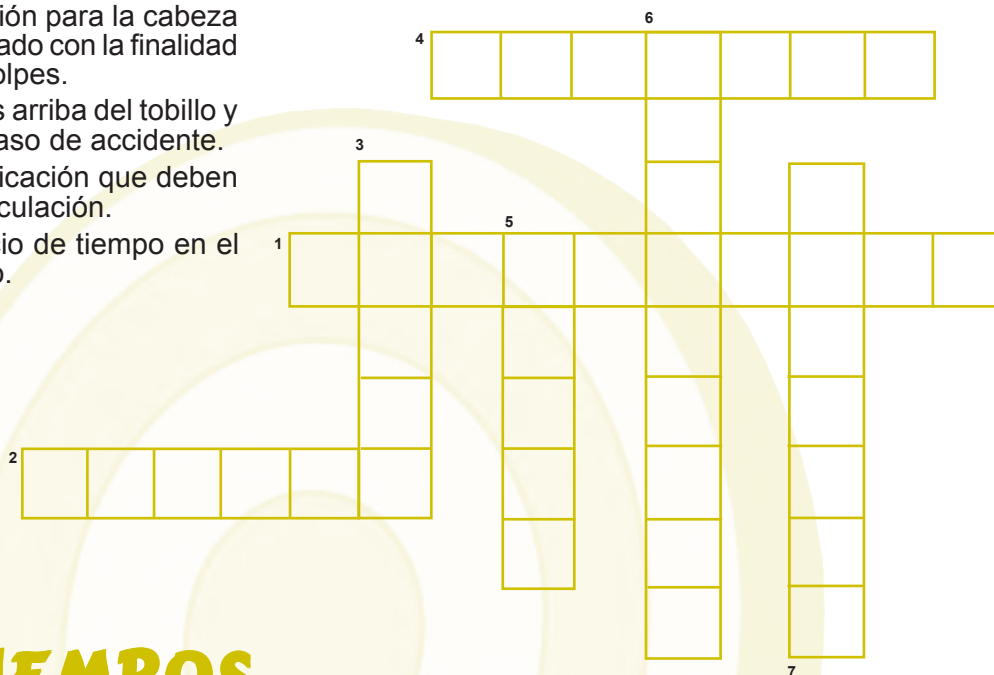 ión para la cabeza
ado con la finalidad
olpes.
s arriba del tobillo y
aso de accidente.
icación que deben
culación.
io de tiempo en el
o.
6
4
3
5
1
2
7
IEMPOS